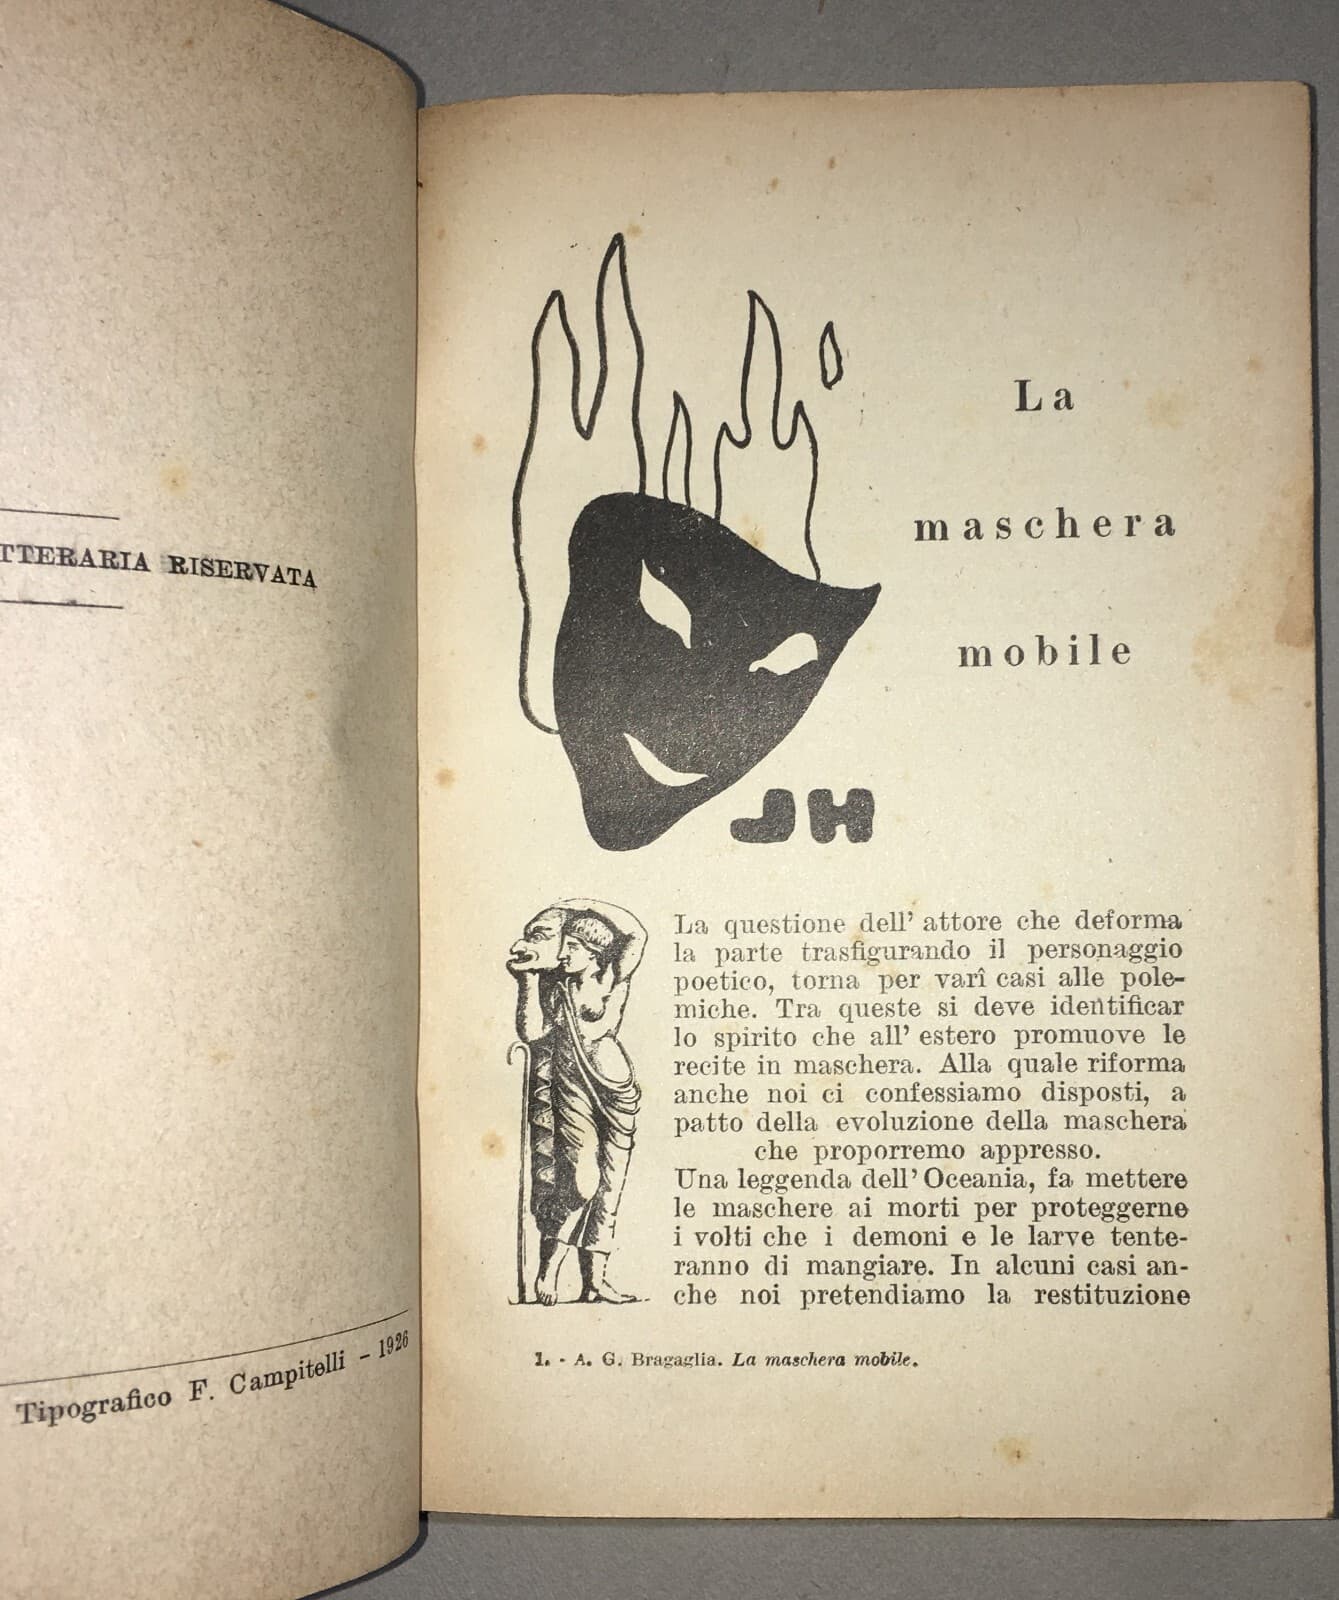 TTERARIA RISERVATA
Tipografico F. Campitelli - 1926
La
maschera
mobile
JH
La questione dell' attore che deforma
la parte trasfigurando il personaggio
poetico, torna per varî casi alle pole-
miche. Tra queste si deve identificar
lo spirito che all' estero promuove le
recite in maschera. Alla quale riforma
anche noi ci confessiamo disposti, a
patto della evoluzione della maschera
che proporremo appresso.
Una leggenda dell' Oceania, fa mettere
le maschere ai morti per proteggerne
i volti che i demoni e le larve tente-
ranno di mangiare. In alcuni casi an-
che noi pretendiamo la restituzione
1. - A. G. Bragaglia. La maschera mobile.